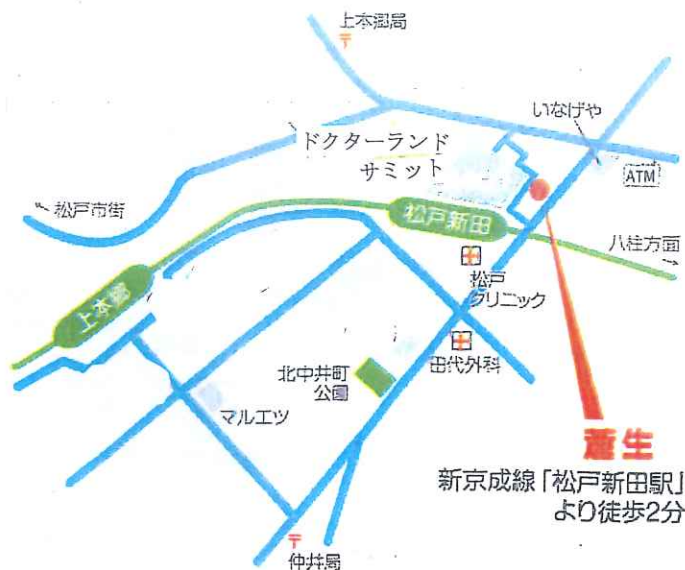 上本郷局
いなげや
ドクターランド
サミット
ATM
松戸市街
松戸新田
八柱方面
松戸
クリニック
上本郷
田代外科
北中井町
公園
マルエツ
新京成線「松戸新田駅」
より徒歩2分
仲井局